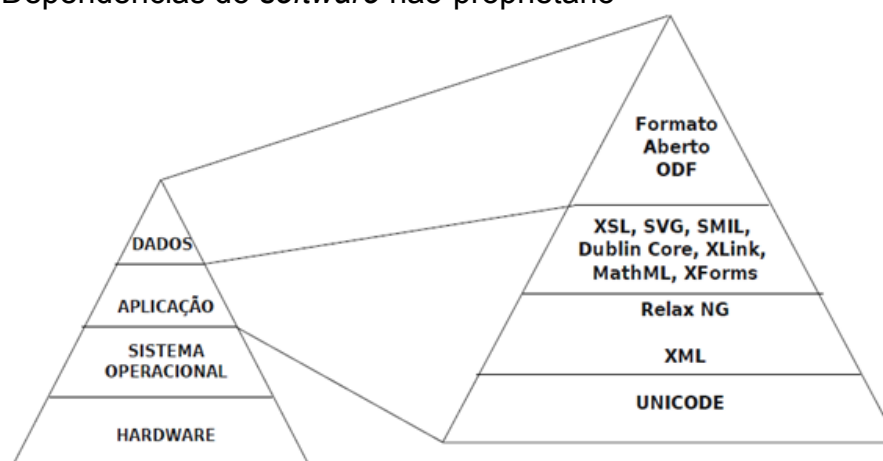 Dependências do software não-proprietário
DADOS
APLICAÇÃO
SISTEMA
OPERACIONAL
HARDWARE
Formato
Aberto
ODF
XSL, SVG, SMIL,
Dublin Core, XLink,
MathML, XForms
Relax NG
XML
UNICODE